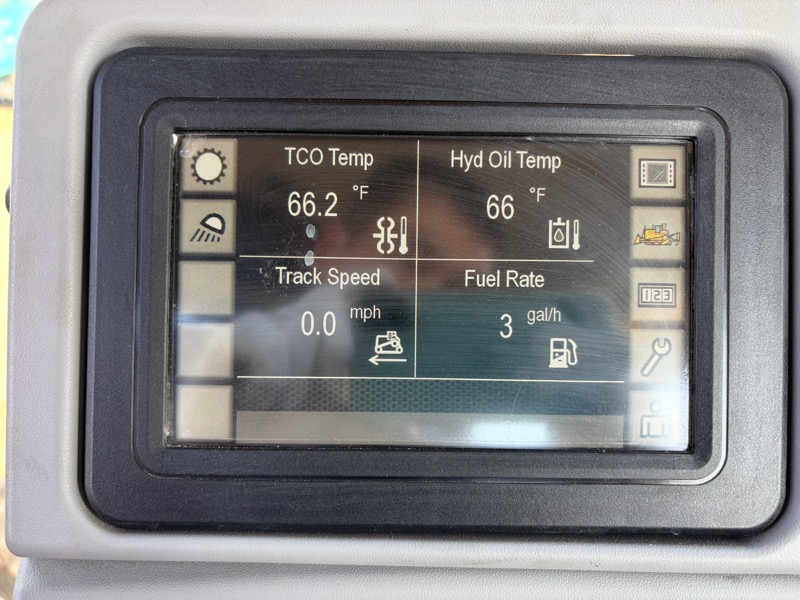 TCO Temp
66.2 °F
Hyd Oil Temp
66 °F
Track Speed
0.0 mph
Fuel Rate
3 gal/h
123